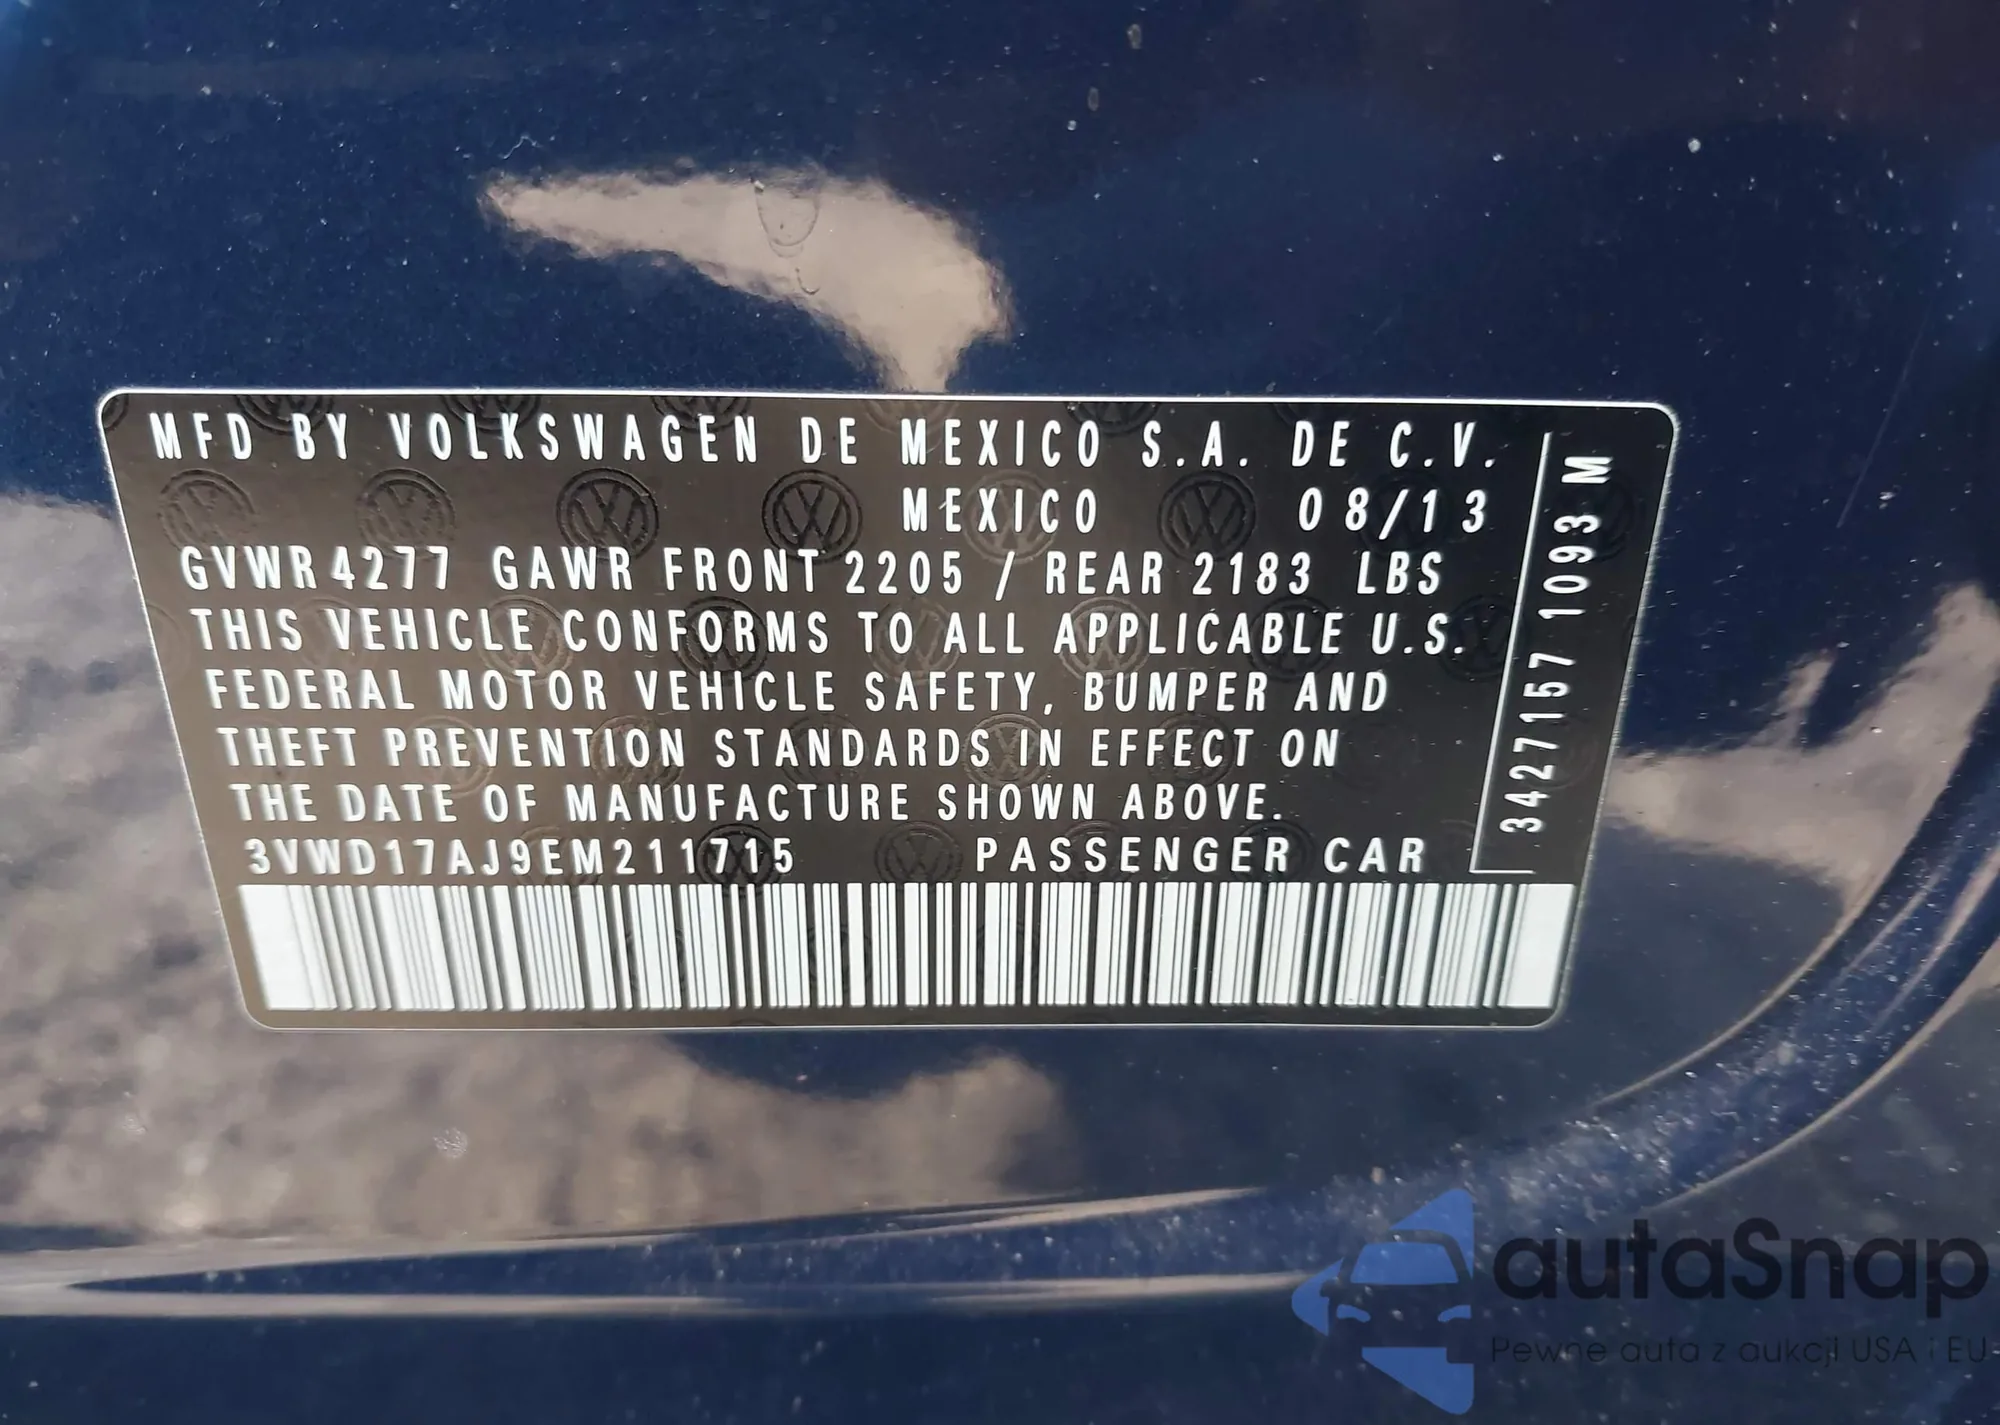 MFD BY VOLKSWAGEN DE MEXICO S.A. DE C.V.
MEXICO 08/13
GVWR 4277 GAWR FRONT 2205 / REAR 2183 LBS
THIS VEHICLE CONFORMS TO ALL APPLICABLE U.S.
FEDERAL MOTOR VEHICLE SAFETY, BUMPER AND
THEFT PREVENTION STANDARDS IN EFFECT ON
THE DATE OF MANUFACTURE SHOWN ABOVE.
3VWD17AJ9EM211715 PASSENGER CAR
3427157 1093 M
autaSnap
Pewne auta z aukcji USA i EU